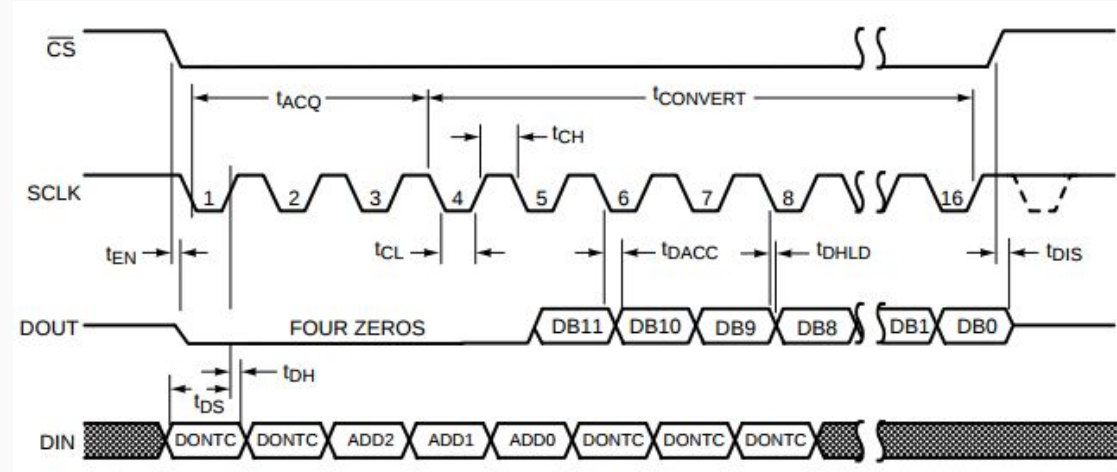 CS
tACQ
tCONVERT
tCH
SCLK
1 2 3 4 5 6 7 8 16
tEN
tCL
tDACC
tDHLD
tDIS
DOUT
FOUR ZEROS
DB11 DB10 DB9 DB8 DB1 DB0
tDH
tDS
DIN
DONTC DONTC ADD2 ADD1 ADD0 DONTC DONTC DONTC